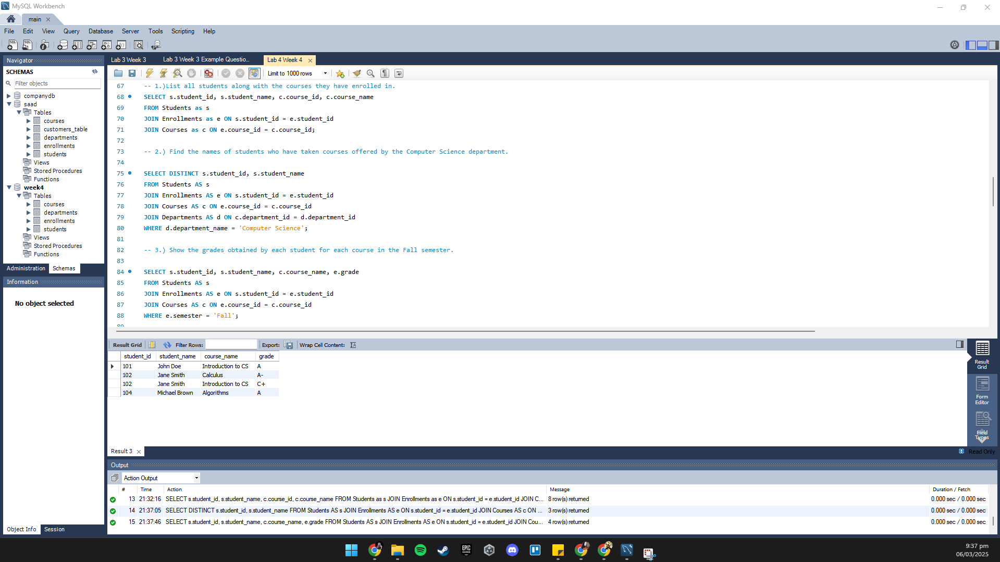 MySQL Workbench
main
File Edit View Query Database Server Tools Scripting Help
Navigator
SCHEMAS
Filter objects
companydb
saad
Tables
courses
customers_table
departments
enrollments
students
Views
Stored Procedures
Functions
week4
Tables
courses
departments
enrollments
students
Views
Stored Procedures
Functions
Administration Schemas
Information
No object selected
Object Info Session
Lab 3 Week 3 Lab 3 Week 3 Example Questio... Lab 4 Week 4
Limit to 1000 rows
67 -- 1.)List all students along with the courses they have enrolled in.
68 SELECT s.student_id, s.student_name, c.course_id, c.course_name
69 FROM Students as s
70 JOIN Enrollments as e ON s.student_id = e.student_id
71 JOIN Courses as c ON e.course_id = c.course_id;
72
73 -- 2.) Find the names of students who have taken courses offered by the Computer Science department.
74
75 SELECT DISTINCT s.student_id, s.student_name
76 FROM Students AS s
77 JOIN Enrollments AS e ON s.student_id = e.student_id
78 JOIN Courses AS c ON e.course_id = c.course_id
79 JOIN Departments AS d ON c.department_id = d.department_id
80 WHERE d.department_name = 'Computer Science';
81
82 -- 3.) Show the grades obtained by each student for each course in the Fall semester.
83
84 SELECT s.student_id, s.student_name, c.course_name, e.grade
85 FROM Students AS s
86 JOIN Enrollments AS e ON s.student_id = e.student_id
87 JOIN Courses AS c ON e.course_id = c.course_id
88 WHERE e.semester = 'Fall';
89
Result Grid Filter Rows: Export: Wrap Cell Content:
student_id student_name course_name grade
101 John Doe Introduction to CS A
102 Jane Smith Calculus A-
102 Jane Smith Introduction to CS C+
104 Michael Brown Algorithms A
Result Grid
Form Editor
Field Types
Result 3
Read Only
Output
Action Output
# Time Action Message Duration / Fetch
13 21:32:16 SELECT s.student_id, s.student_name, c.course_id, c.course_name FROM Students as s JOIN Enrollments as e ON s.student_id = e.student_id JOIN C... 8 row(s) returned 0.000 sec / 0.000 sec
14 21:37:05 SELECT DISTINCT s.student_id, s.student_name FROM Students AS s JOIN Enrollments AS e ON s.student_id = e.student_id JOIN Courses AS c ON ... 3 row(s) returned 0.000 sec / 0.000 sec
15 21:37:46 SELECT s.student_id, s.student_name, c.course_name, e.grade FROM Students AS s JOIN Enrollments AS e ON s.student_id = e.student_id JOIN Cou... 4 row(s) returned 0.000 sec / 0.000 sec
EPIC GAMES
9:37 pm
06/03/2025